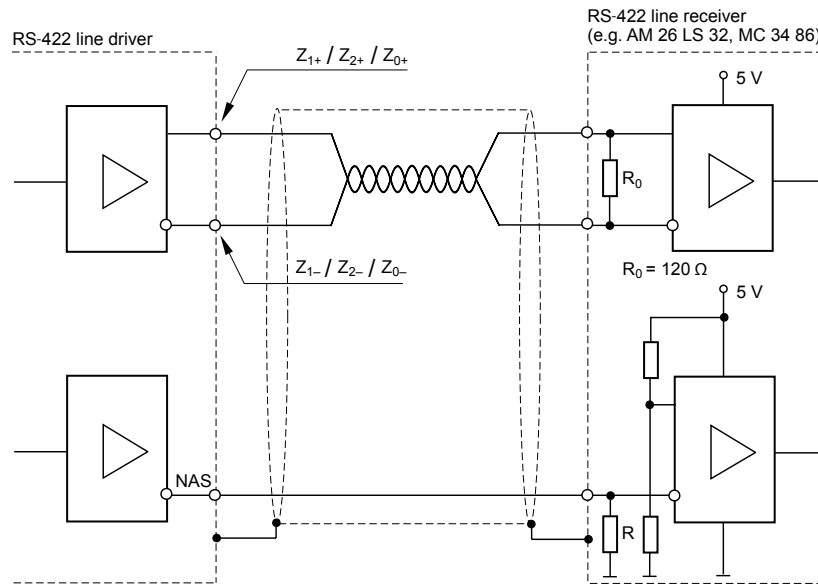 RS-422 line driver
RS-422 line receiver
(e.g. AM 26 LS 32, MC 34 86)
Z1+ / Z2+ / Z0+
5 V
R0
Z1– / Z2– / Z0–
R0 = 120 Ω
5 V
NAS
R